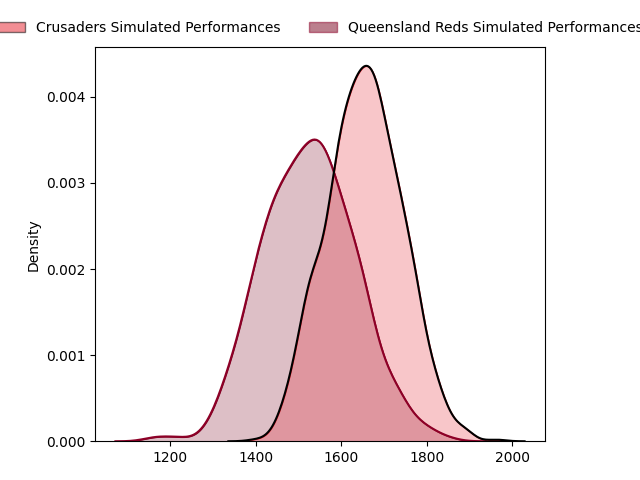 Crusaders Simulated Performances
Queensland Reds Simulated Performances
Density
0.004
0.003
0.002
0.001
0.000
1200 1400 1600 1800 2000